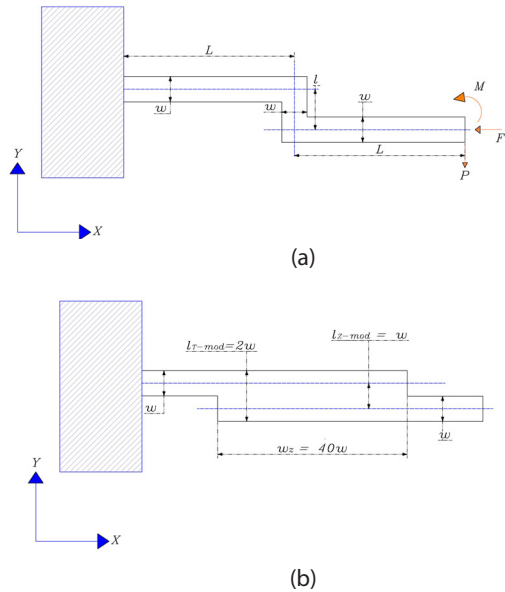 L
l
w
w
w
M
F
L
P
Y
X
(a)
l_{T-mod}=2w
l_{Z-mod} = w
w
w
w_z = 40w
Y
X
(b)